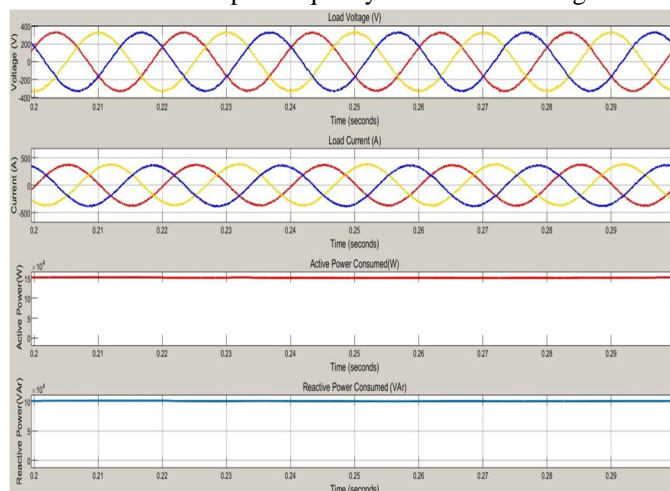 Load Voltage (V)
Voltage (V)
400
200
0
-200
-400
0.2 0.21 0.22 0.23 0.24 0.25 0.26 0.27 0.28 0.29
Time (seconds)
Load Current (A)
Current (A)
500
0
-500
0.2 0.21 0.22 0.23 0.24 0.25 0.26 0.27 0.28 0.29
Time (seconds)
Active Power Consumed(W)
Active Power(W)
×10⁴
15
10
5
0
0.2 0.21 0.22 0.23 0.24 0.25 0.26 0.27 0.28 0.29
Time (seconds)
Reactive Power Consumed (VAr)
Reactive Power(VAr)
×10⁴
10
5
0
0.2 0.21 0.22 0.23 0.24 0.25 0.26 0.27 0.28 0.29
Time (seconds)